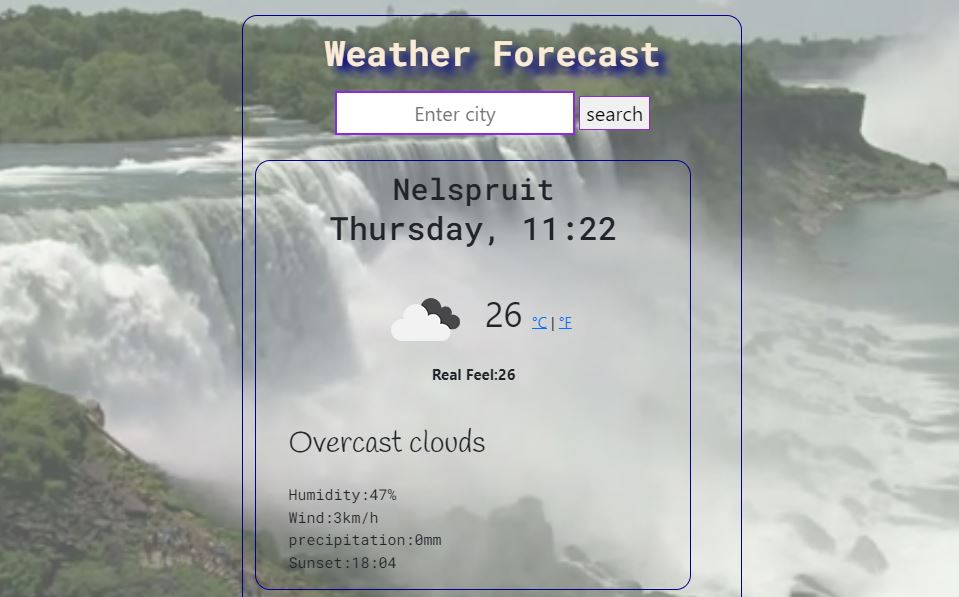 Weather Forecast
Enter city search
Nelspruit
Thursday, 11:22
26 °C | °F
Real Feel:26
Overcast clouds
Humidity:47%
Wind:3km/h
precipitation:0mm
Sunset:18:04